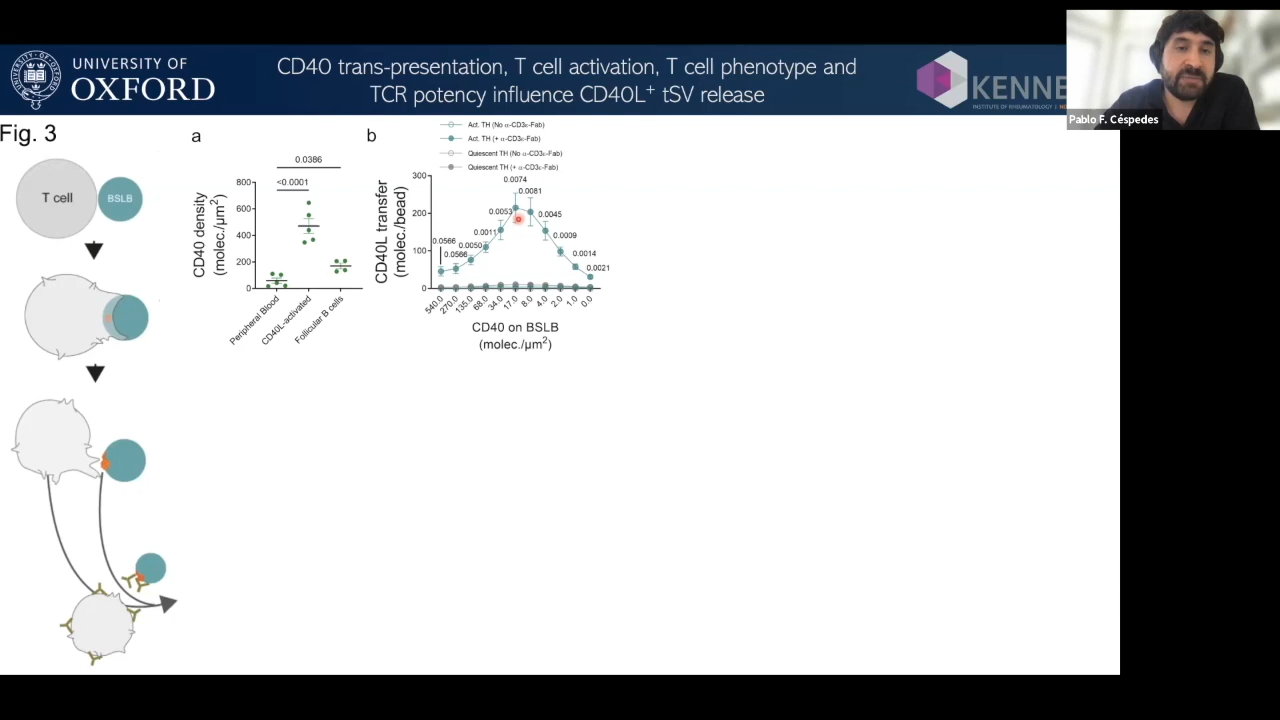 UNIVERSITY OF
OXFORD
CD40 trans-presentation, T cell activation, T cell phenotype and
TCR potency influence CD40L⁺ tSV release
KENNE
INSTITUTE OF RHEUMATOLOGY
Pablo F. Céspedes
Fig. 3
T cell
BSLB
a
0.0386
<0.0001
800
600
400
200
0
CD40 density
(molec./µm²)
Peripheral Blood
CD40L-activated
Follicular B cells
b
Act. TH (No α-CD3ε-Fab)
Act. TH (+ α-CD3ε-Fab)
Quiescent TH (No α-CD3ε-Fab)
Quiescent TH (+ α-CD3ε-Fab)
300
200
100
0
CD40L transfer
(molec./bead)
0.0566
0.0566
0.0050
0.0011
0.0053
0.0074
0.0081
0.0045
0.0009
0.0014
0.0021
540.0
270.0
135.0
68.0
34.0
17.0
8.0
4.0
2.0
1.0
0.0
CD40 on BSLB
(molec./µm²)